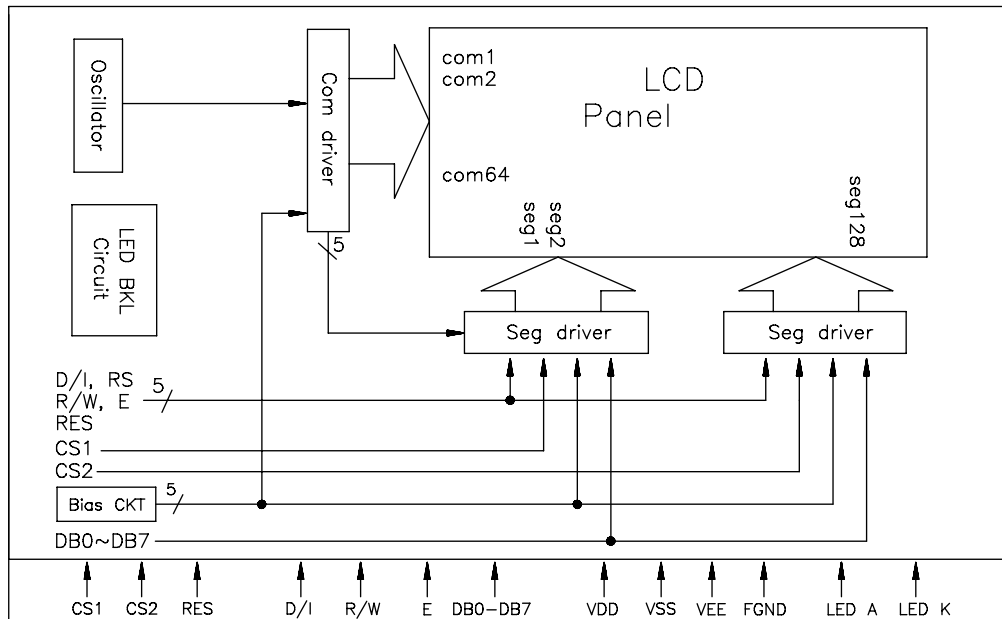 Oscillator
Com driver
com1
com2
LCD
Panel
com64
seg1
seg2
seg128
5
LED BKL
Circuit
Seg driver
Seg driver
D/I, RS
R/W, E
RES
5
CS1
CS2
Bias CKT
5
DB0~DB7
CS1 CS2 RES D/I R/W E DB0-DB7 VDD VSS VEE FGND LED A LED K